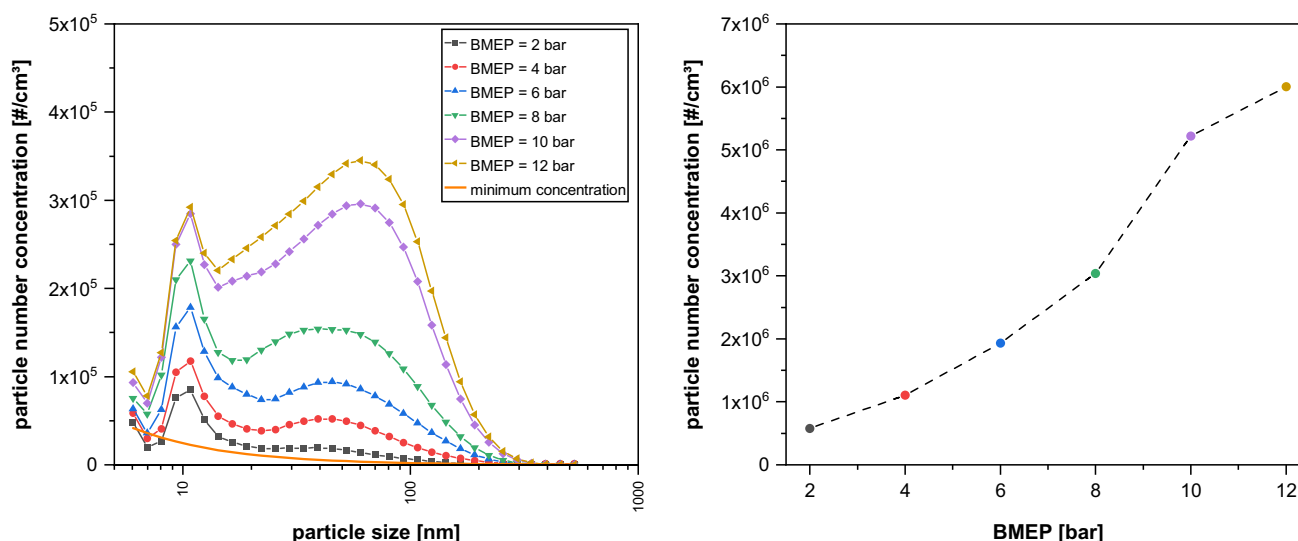 particle number concentration [#/cm³]
5x10⁵
4x10⁵
3x10⁵
2x10⁵
1x10⁵
0
10
100
1000
particle size [nm]
BMEP = 2 bar
BMEP = 4 bar
BMEP = 6 bar
BMEP = 8 bar
BMEP = 10 bar
BMEP = 12 bar
minimum concentration
particle number concentration [#/cm³]
7x10⁶
6x10⁶
5x10⁶
4x10⁶
3x10⁶
2x10⁶
1x10⁶
0
2
4
6
8
10
12
BMEP [bar]